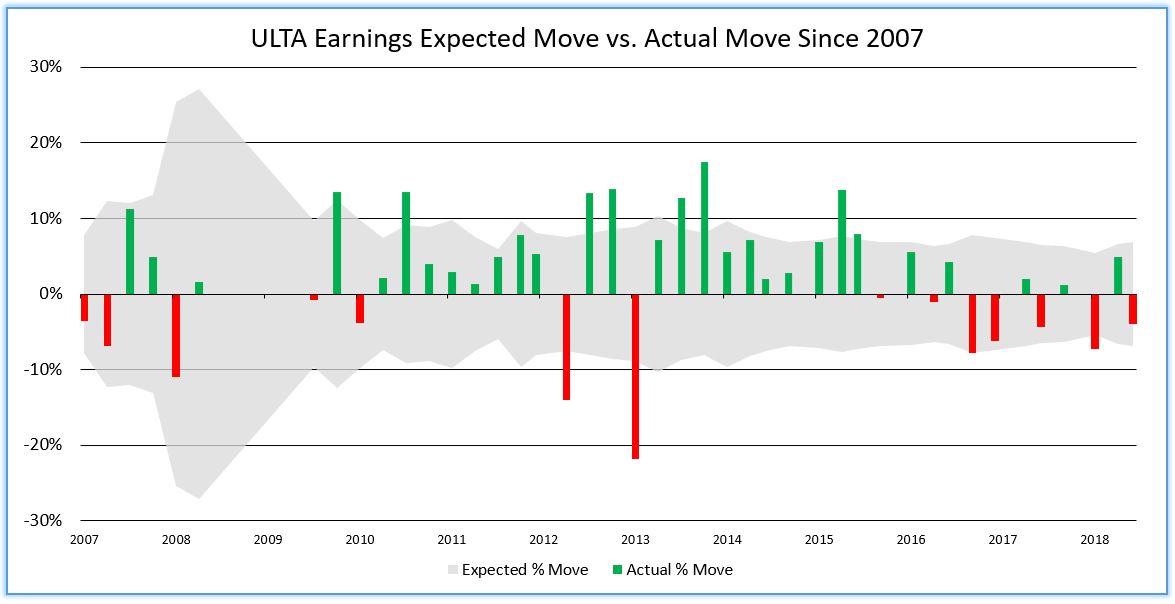 ULTA Earnings Expected Move vs. Actual Move Since 2007
30%
20%
10%
0%
-10%
-20%
-30%
2007 2008 2009 2010 2011 2012 2013 2014 2015 2016 2017 2018
Expected % Move Actual % Move